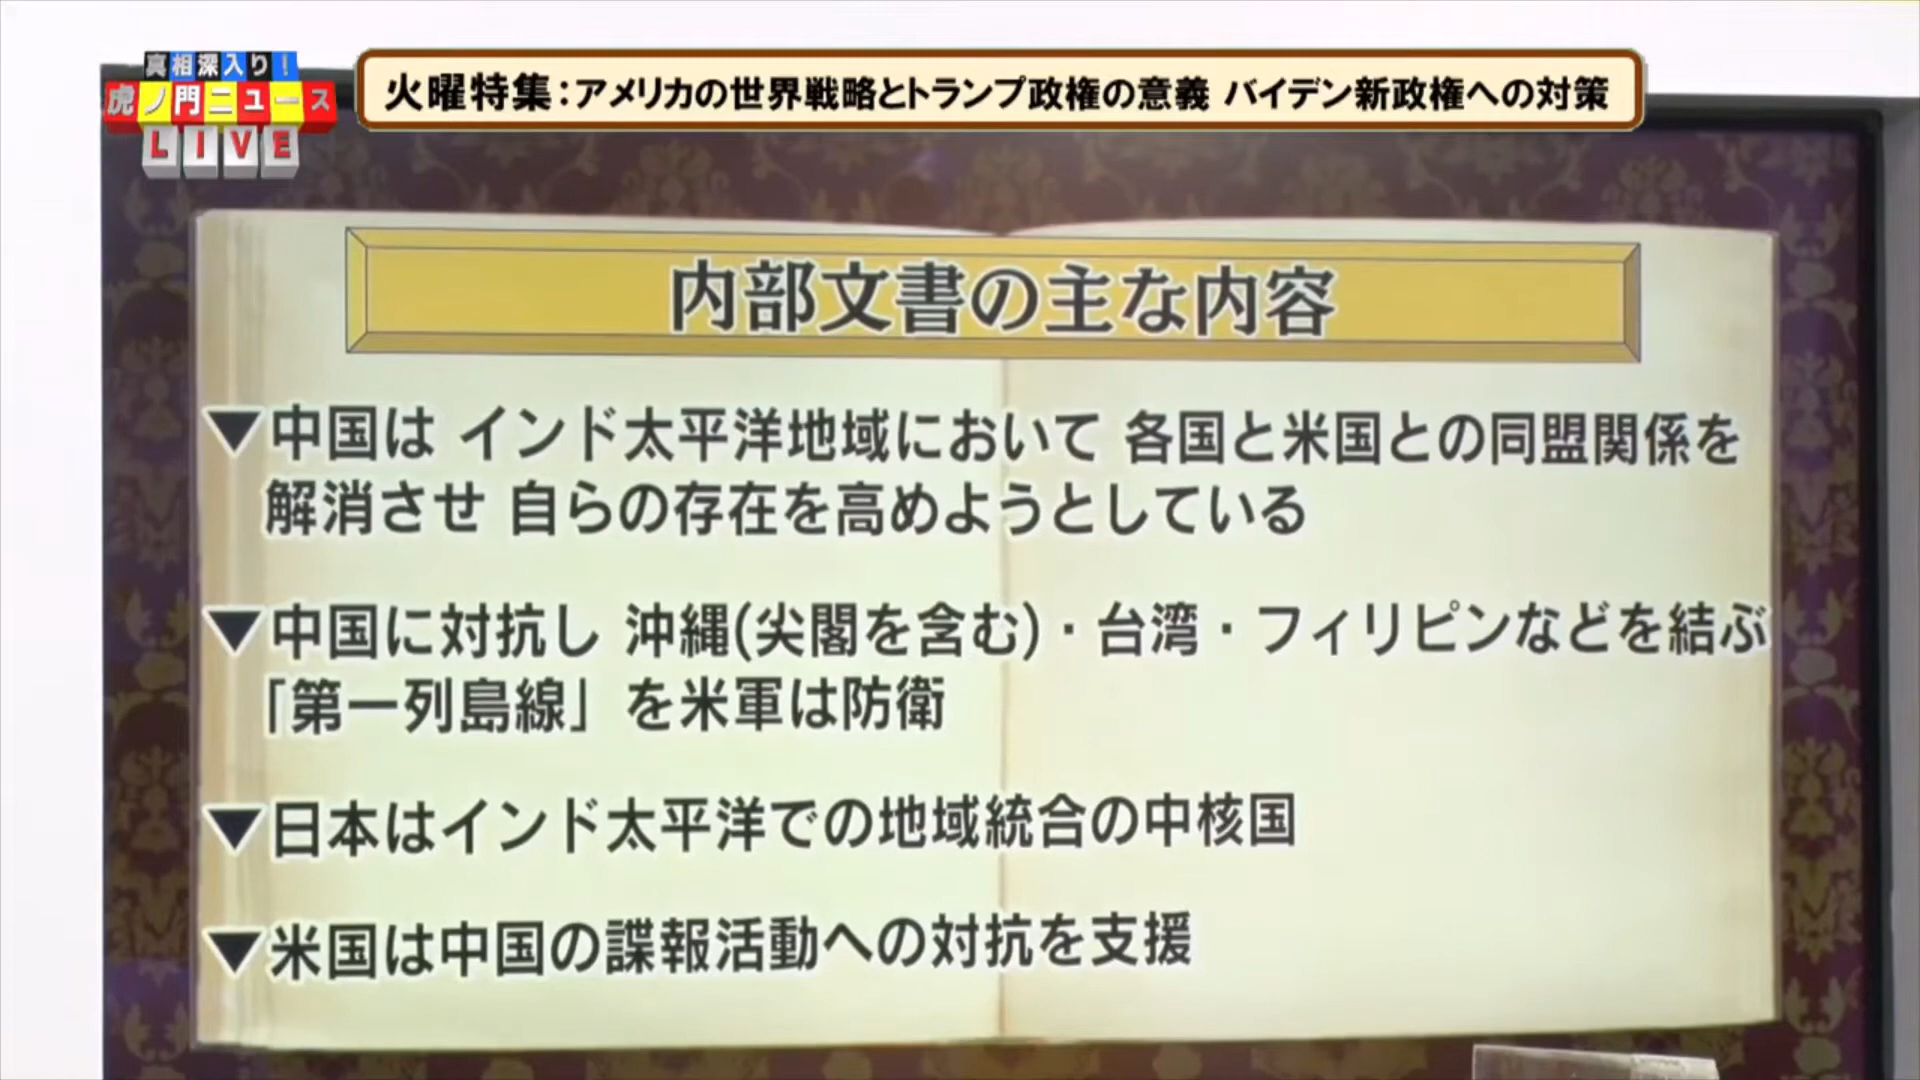 真相深入り!
虎ノ門ニュース
LIVE
火曜特集:アメリカの世界戦略とトランプ政権の意義 バイデン新政権への対策
内部文書の主な内容
▼中国は インド太平洋地域において 各国と米国との同盟関係を
解消させ 自らの存在を高めようとしている
▼中国に対抗し 沖縄(尖閣を含む)・台湾・フィリピンなどを結ぶ
「第一列島線」を米軍は防衛
▼日本はインド太平洋での地域統合の中核国
▼米国は中国の諜報活動への対抗を支援